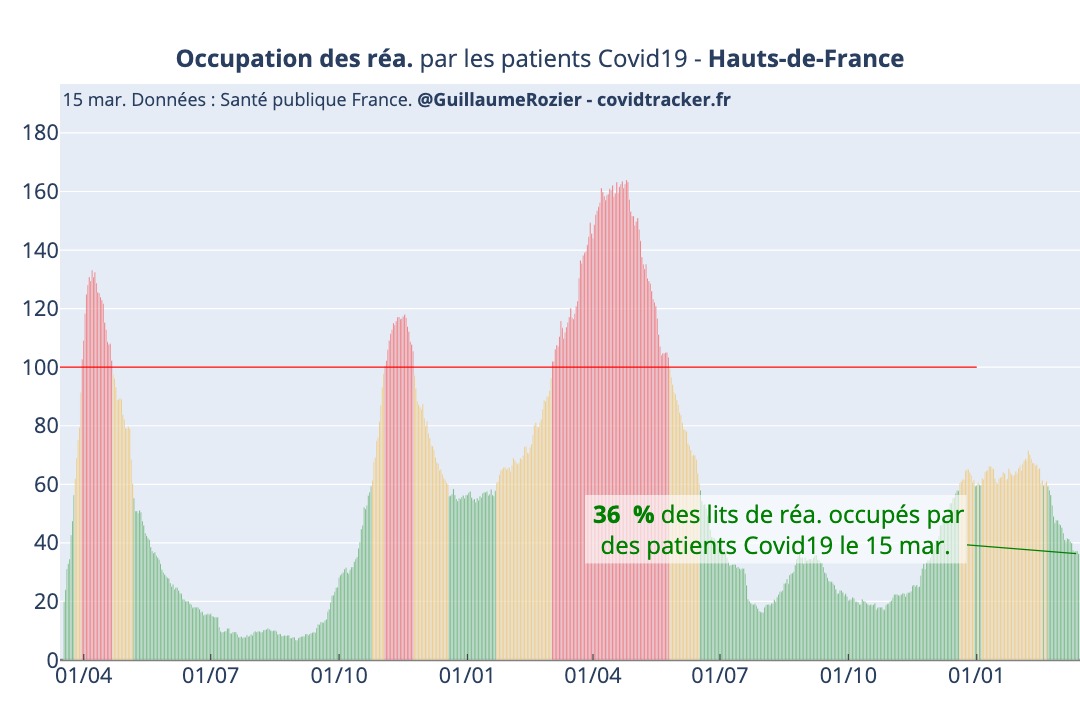 Occupation des réa. par les patients Covid19 - Hauts-de-France
15 mar. Données : Santé publique France. @GuillaumeRozier - covidtracker.fr
180
160
140
120
100
80
60
36 % des lits de réa. occupés par
des patients Covid19 le 15 mar.
40
20
0
01/04 01/07 01/10 01/01 01/04 01/07 01/10 01/01